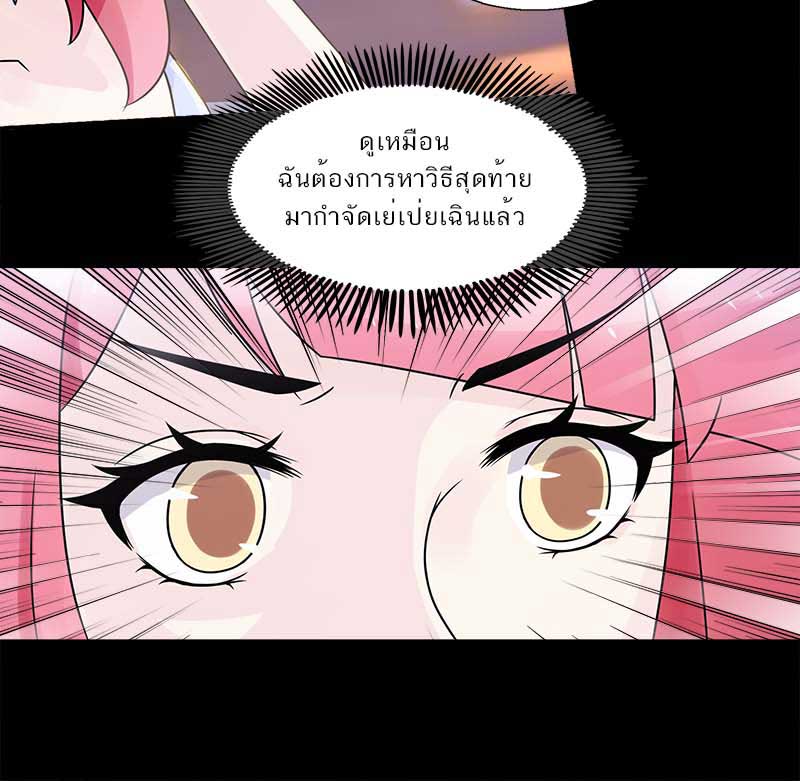 ดูเหมือน
ฉันต้องการหาวิธีสุดท้าย
มากำจัดเย่เปยเฉินแล้ว